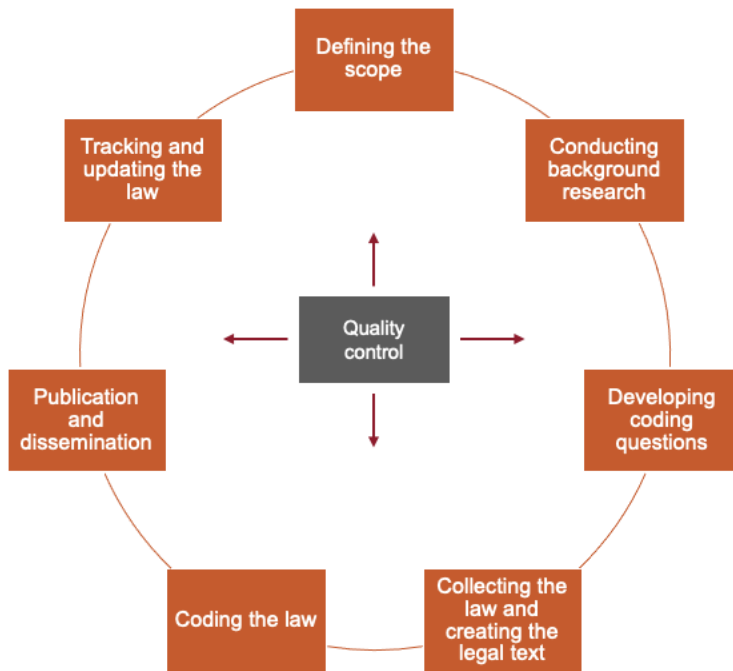 Defining the
scope
Conducting
background
research
Developing
coding
questions
Collecting the
law and
creating the
legal text
Coding the law
Publication
and
dissemination
Tracking and
updating the
law
Quality
control